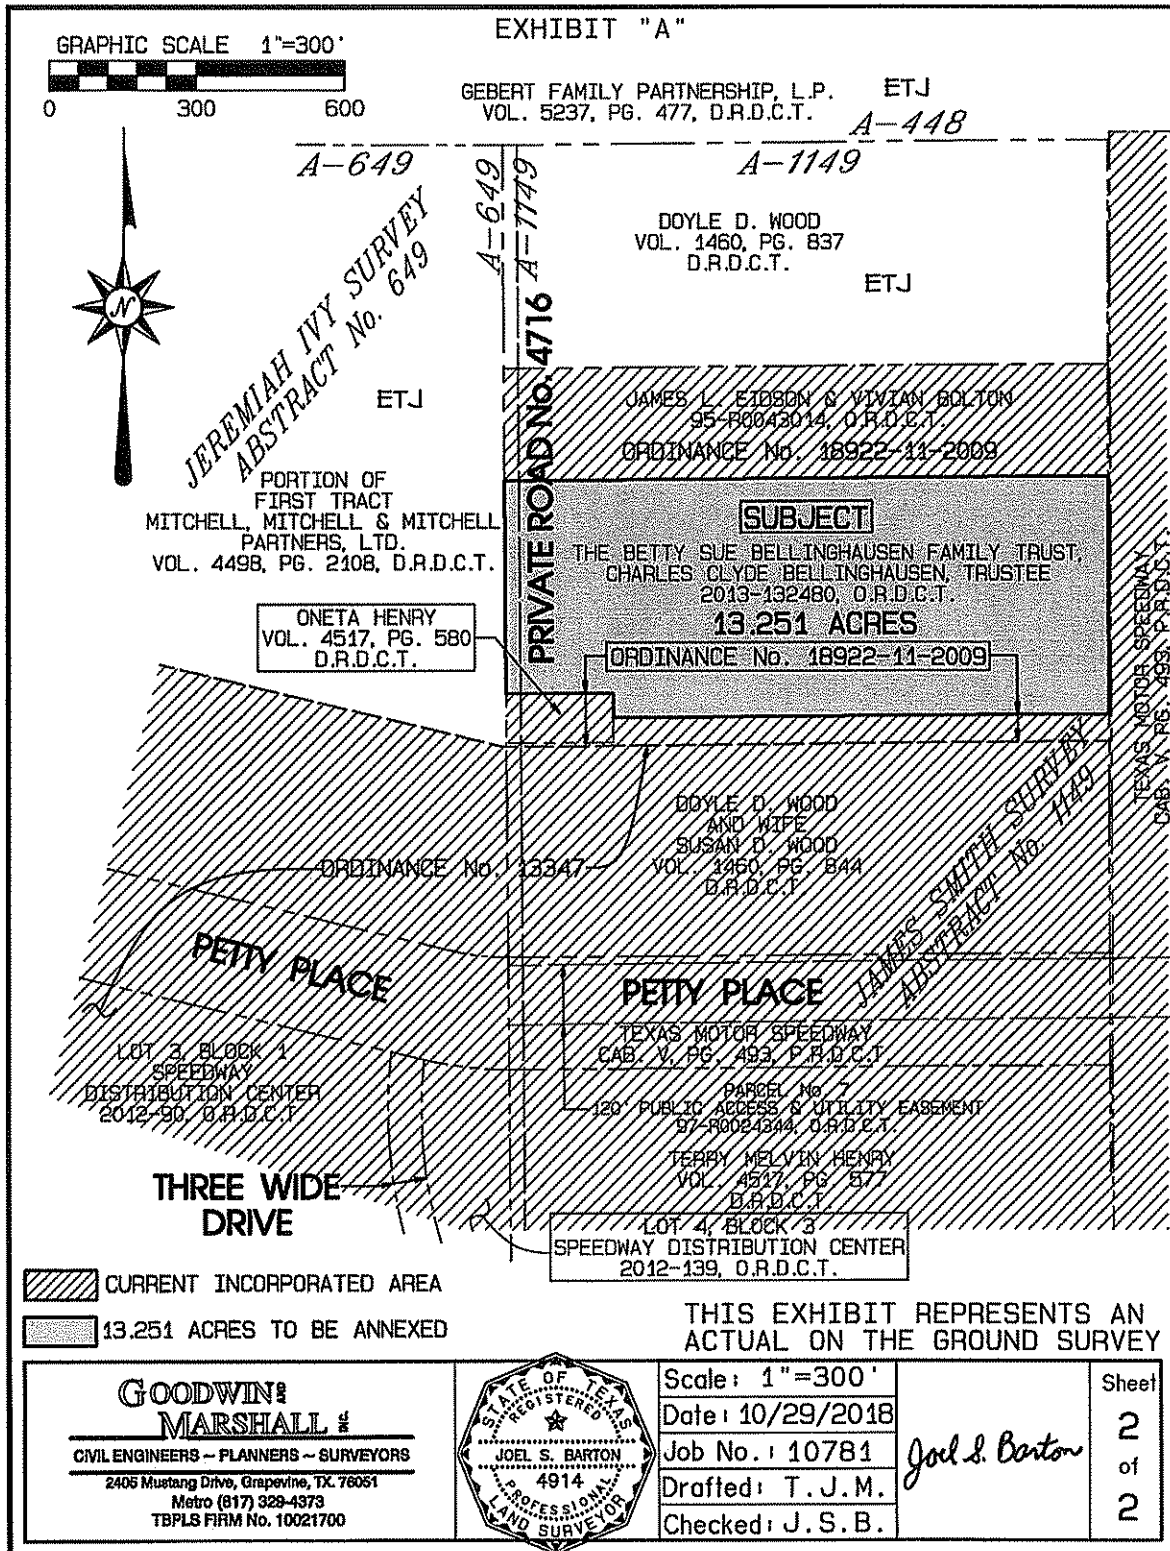 EXHIBIT "A"
GRAPHIC SCALE 1"=300'
0 300 600
GEBERT FAMILY PARTNERSHIP, L.P.
VOL. 5237, PG. 477, D.R.D.C.T.
ETJ
A-448
A-649
A-1149
A-649
A-1149
DOYLE D. WOOD
VOL. 1460, PG. 837
D.R.D.C.T.
ETJ
N
JEREMIAH IVY SURVEY
ABSTRACT No. 649
ETJ
PRIVATE ROAD No. 4716
JAMES L. EIDSON & VIVIAN BOLTON
95-R0043014, O.R.D.C.T.
ORDINANCE No. 18922-11-2009
PORTION OF
FIRST TRACT
MITCHELL, MITCHELL & MITCHELL
PARTNERS, LTD.
VOL. 4498, PG. 2108, D.R.D.C.T.
SUBJECT
THE BETTY SUE BELLINGHAUSEN FAMILY TRUST,
CHARLES CLYDE BELLINGHAUSEN, TRUSTEE
2013-132480, O.R.D.C.T.
13.251 ACRES
ORDINANCE No. 18922-11-2009
ONETA HENRY
VOL. 4517, PG. 580
D.R.D.C.T.
TEXAS MOTOR SPEEDWAY
CAB. V, PG. 493, P.R.D.C.T.
DOYLE D. WOOD
AND WIFE
SUSAN D. WOOD
VOL. 1460, PG. 844
D.R.D.C.T.
JAMES SMITH SURVEY
ABSTRACT No. 1149
ORDINANCE No. 13347
PETTY PLACE
PETTY PLACE
TEXAS MOTOR SPEEDWAY
CAB. V, PG. 493, P.R.D.C.T.
LOT 3, BLOCK 1
SPEEDWAY
DISTRIBUTION CENTER
2012-90, O.R.D.C.T.
PARCEL No. 7
120' PUBLIC ACCESS & UTILITY EASEMENT
97-R0024344, O.R.D.C.T.
TERRY MELVIN HENRY
VOL. 4517, PG. 577
D.R.D.C.T.
THREE WIDE
DRIVE
LOT 4, BLOCK 3
SPEEDWAY DISTRIBUTION CENTER
2012-139, O.R.D.C.T.
CURRENT INCORPORATED AREA
13.251 ACRES TO BE ANNEXED
THIS EXHIBIT REPRESENTS AN
ACTUAL ON THE GROUND SURVEY
GOODWIN AND
MARSHALL INC.
CIVIL ENGINEERS ~ PLANNERS ~ SURVEYORS
2405 Mustang Drive, Grapevine, TX. 76051
Metro (817) 329-4373
TBPLS FIRM No. 10021700
STATE OF TEXAS
REGISTERED
JOEL S. BARTON
4914
PROFESSIONAL
LAND SURVEYOR
Scale: 1"=300'
Date: 10/29/2018
Job No.: 10781
Drafted: T.J.M.
Checked: J.S.B.
Joel S. Barton
Sheet
2
of
2